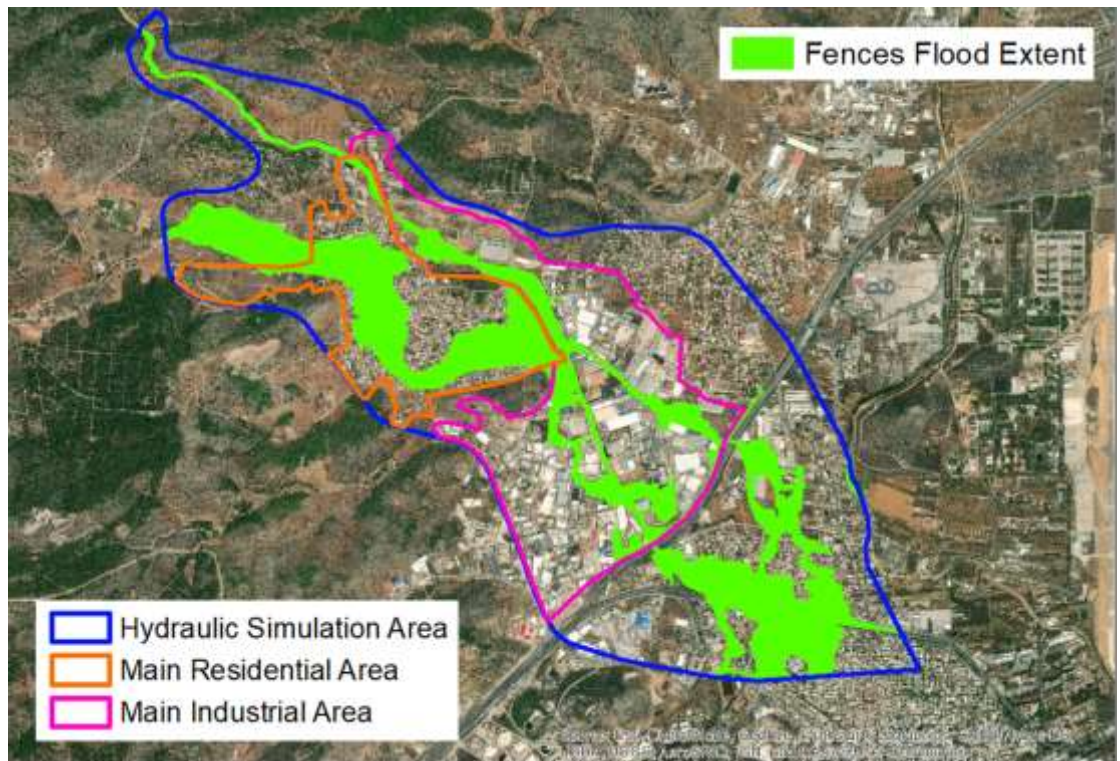 Fences Flood Extent
Hydraulic Simulation Area
Main Residential Area
Main Industrial Area